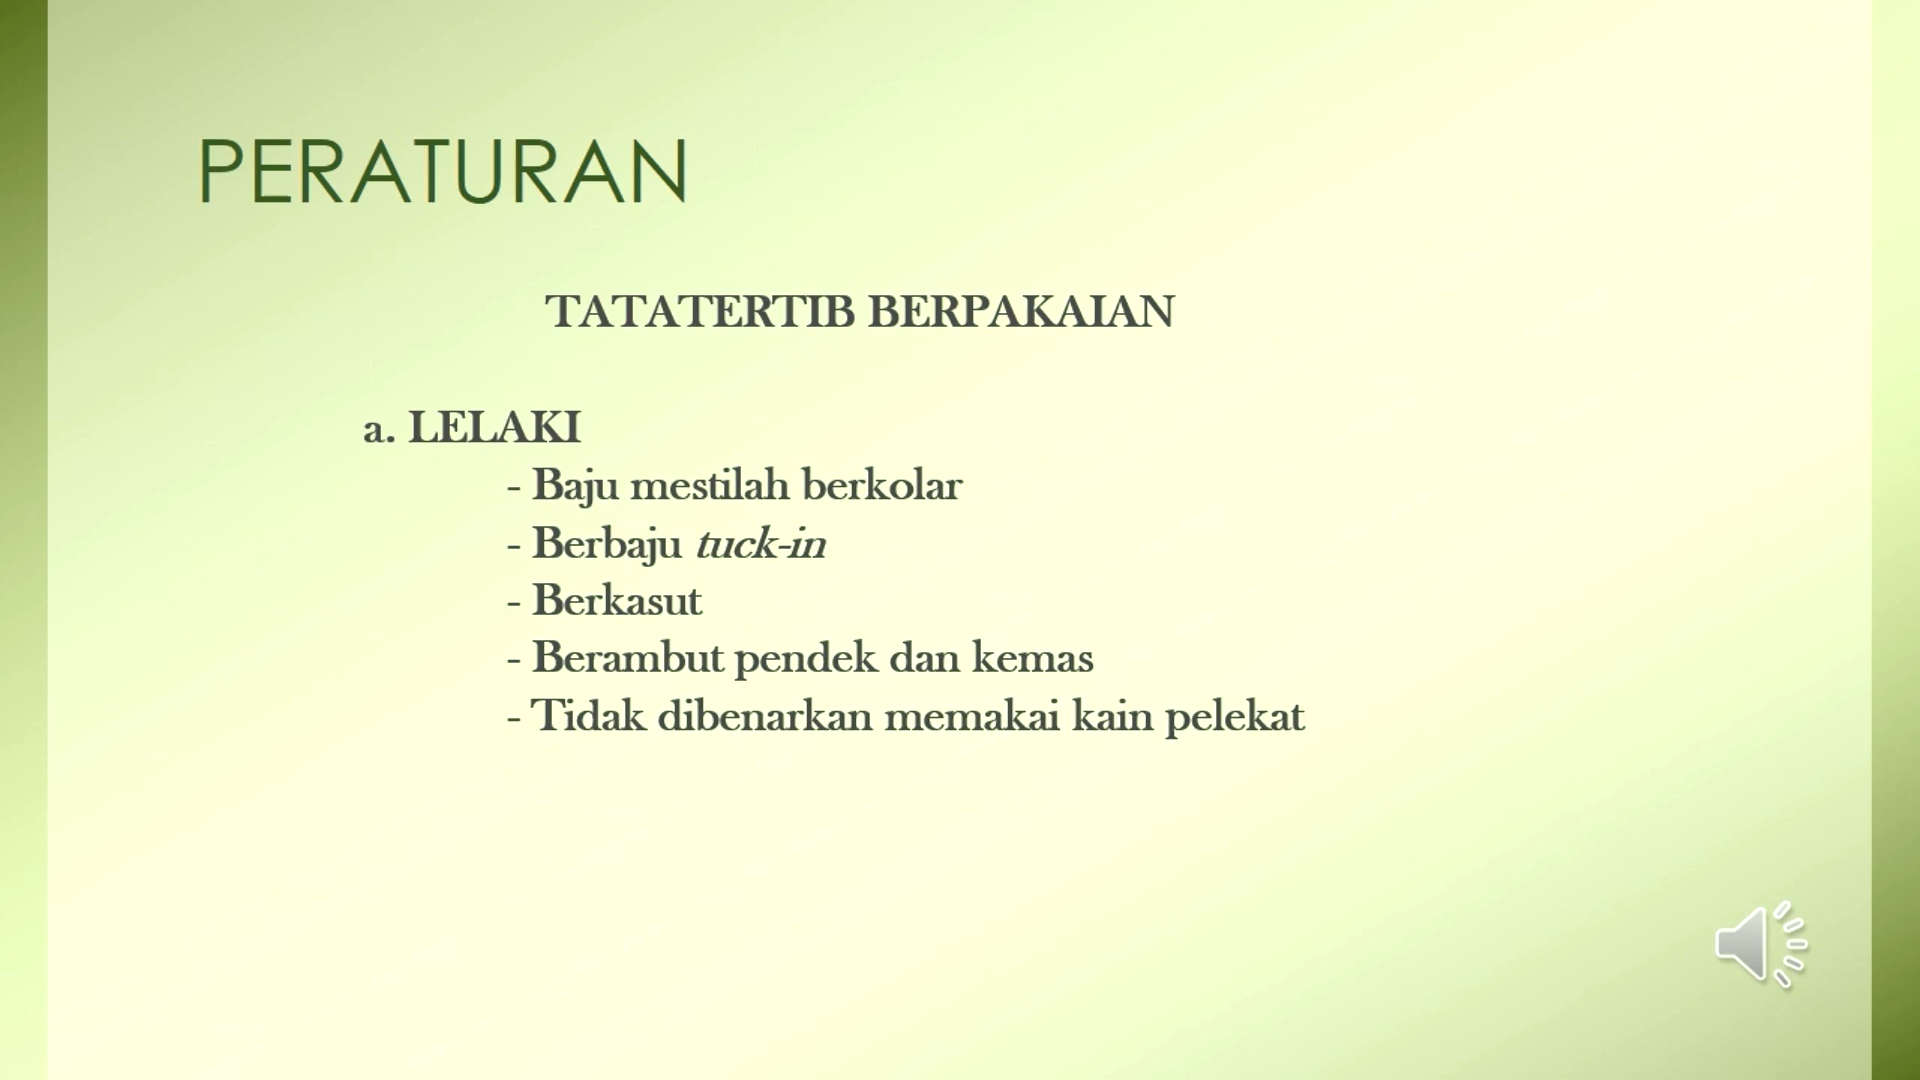 PERATURAN
TATATERTIB BERPAKAIAN
a. LELAKI
- Baju mestilah berkolar
- Berbaju tuck-in
- Berkasut
- Berambut pendek dan kemas
- Tidak dibenarkan memakai kain pelekat